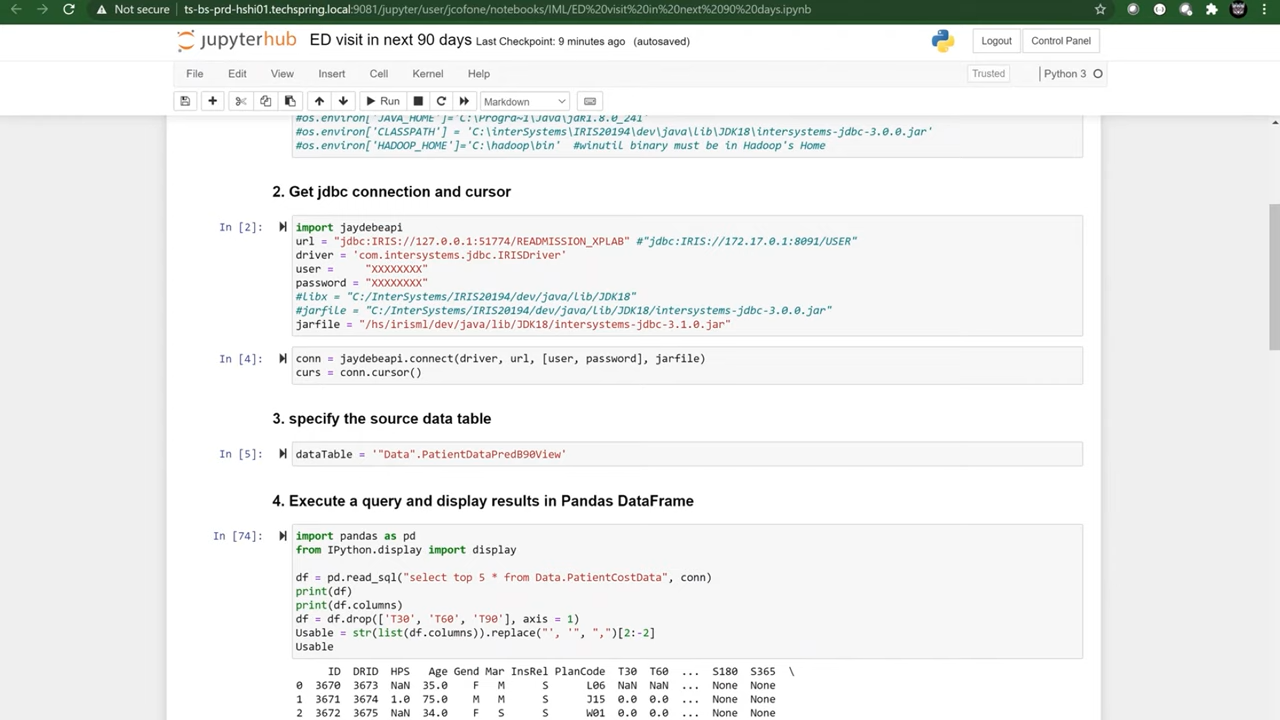 Not secure ts-bs-prd-hshi01.techspring.local:9081/jupyter/user/jcofone/notebooks/IML/ED%20visit%20in%20next%2090%20days.ipynb
jupyterhub ED visit in next 90 days Last Checkpoint: 9 minutes ago (autosaved) Logout Control Panel
File Edit View Insert Cell Kernel Help Trusted Python 3
Run Markdown
#os.environ['JAVA_HOME']='C:\Progra~1\Java\jdk1.8.0_241'
#os.environ['CLASSPATH'] = 'C:\interSystems\IRIS20194\dev\java\lib\JDK18\intersystems-jdbc-3.0.0.jar'
#os.environ['HADOOP_HOME']='C:\hadoop\bin' #winutil binary must be in Hadoop's Home
2. Get jdbc connection and cursor
In [2]: import jaydebeapi
url = "jdbc:IRIS://127.0.0.1:51774/READMISSION_XPLAB" #"jdbc:IRIS://172.17.0.1:8091/USER"
driver = 'com.intersystems.jdbc.IRISDriver'
user = "XXXXXXXX"
password = "XXXXXXXX"
#libx = "C:/InterSystems/IRIS20194/dev/java/lib/JDK18"
#jarfile = "C:/InterSystems/IRIS20194/dev/java/lib/JDK18/intersystems-jdbc-3.0.0.jar"
jarfile = "/hs/irisml/dev/java/lib/JDK18/intersystems-jdbc-3.1.0.jar"
In [4]: conn = jaydebeapi.connect(driver, url, [user, password], jarfile)
curs = conn.cursor()
3. specify the source data table
In [5]: dataTable = '"Data".PatientDataPredB90View'
4. Execute a query and display results in Pandas DataFrame
In [74]: import pandas as pd
from IPython.display import display
df = pd.read_sql("select top 5 * from Data.PatientCostData", conn)
print(df)
print(df.columns)
df = df.drop(['T30', 'T60', 'T90'], axis = 1)
Usable = str(list(df.columns)).replace("', '", ",")[2:-2]
Usable
ID DRID HPS Age Gend Mar InsRel PlanCode T30 T60 ... S180 S365 \
0 3670 3673 NaN 35.0 F M S L06 NaN NaN ... None None
1 3671 3674 1.0 75.0 M M S J15 0.0 0.0 ... None None
2 3672 3675 NaN 34.0 F S S W01 0.0 0.0 ... None None